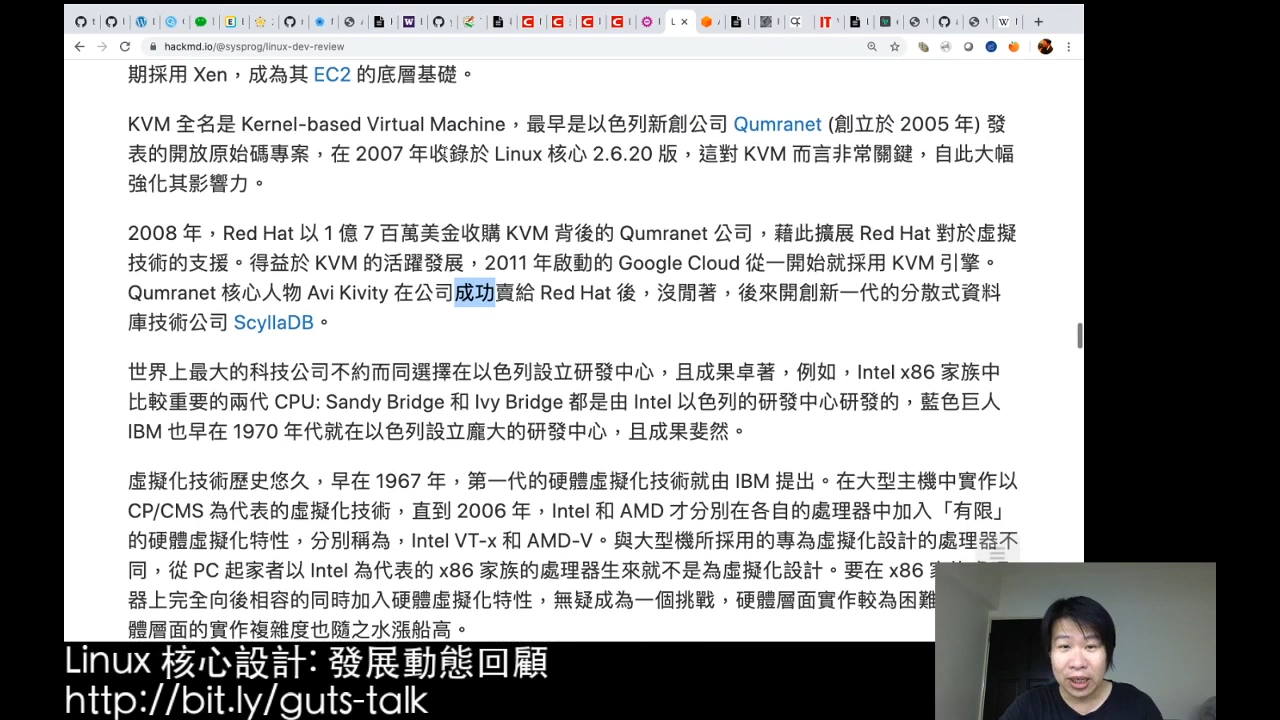 hackmd.io/@sysprog/linux-dev-review
期採用 Xen，成為其 EC2 的底層基礎。
KVM 全名是 Kernel-based Virtual Machine，最早是以色列新創公司 Qumranet (創立於 2005 年) 發
表的開放原始碼專案，在 2007 年收錄於 Linux 核心 2.6.20 版，這對 KVM 而言非常關鍵，自此大幅
強化其影響力。
2008 年，Red Hat 以 1 億 7 百萬美金收購 KVM 背後的 Qumranet 公司，藉此擴展 Red Hat 對於虛擬
技術的支援。得益於 KVM 的活躍發展，2011 年啟動的 Google Cloud 從一開始就採用 KVM 引擎。
Qumranet 核心人物 Avi Kivity 在公司成功賣給 Red Hat 後，沒閒著，後來開創新一代的分散式資料
庫技術公司 ScyllaDB。
世界上最大的科技公司不約而同選擇在以色列設立研發中心，且成果卓著，例如，Intel x86 家族中
比較重要的兩代 CPU: Sandy Bridge 和 Ivy Bridge 都是由 Intel 以色列的研發中心研發的，藍色巨人
IBM 也早在 1970 年代就在以色列設立龐大的研發中心，且成果斐然。
虛擬化技術歷史悠久，早在 1967 年，第一代的硬體虛擬化技術就由 IBM 提出。在大型主機中實作以
CP/CMS 為代表的虛擬化技術，直到 2006 年，Intel 和 AMD 才分別在各自的處理器中加入「有限」
的硬體虛擬化特性，分別稱為，Intel VT-x 和 AMD-V。與大型機所採用的專為虛擬化設計的處理器不
同，從 PC 起家者以 Intel 為代表的 x86 家族的處理器生來就不是為虛擬化設計。要在 x86
器上完全向後相容的同時加入硬體虛擬化特性，無疑成為一個挑戰，硬體層面實作較為困難
體層面的實作複雜度也隨之水漲船高。
Linux 核心設計: 發展動態回顧
http://bit.ly/guts-talk